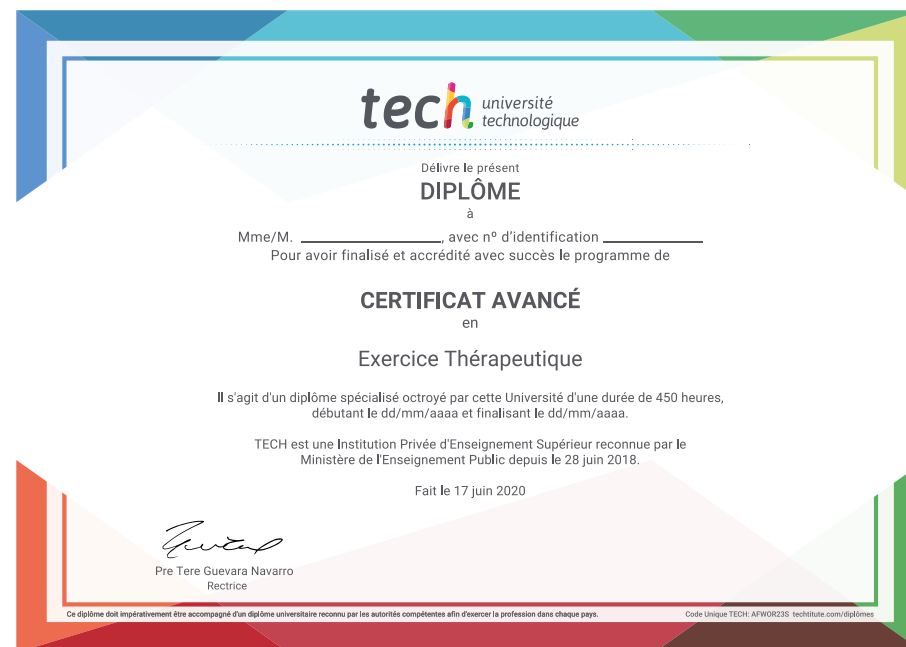 tech université
technologique
Délivre le présent
DIPLÔME
à
Mme/M. ____________________, avec nº d'identification ______________
Pour avoir finalisé et accrédité avec succès le programme de
CERTIFICAT AVANCÉ
en
Exercice Thérapeutique
Il s'agit d'un diplôme spécialisé octroyé par cette Université d'une durée de 450 heures,
débutant le dd/mm/aaaa et finalisant le dd/mm/aaaa.
TECH est une Institution Privée d'Enseignement Supérieur reconnue par le
Ministère de l'Enseignement Public depuis le 28 juin 2018.
Fait le 17 juin 2020
Pre Tere Guevara Navarro
Rectrice
Ce diplôme doit impérativement être accompagné d'un diplôme universitaire reconnu par les autorités compétentes afin d'exercer la profession dans chaque pays.
Code Unique TECH: AFWOR23S techtitute.com/diplômes